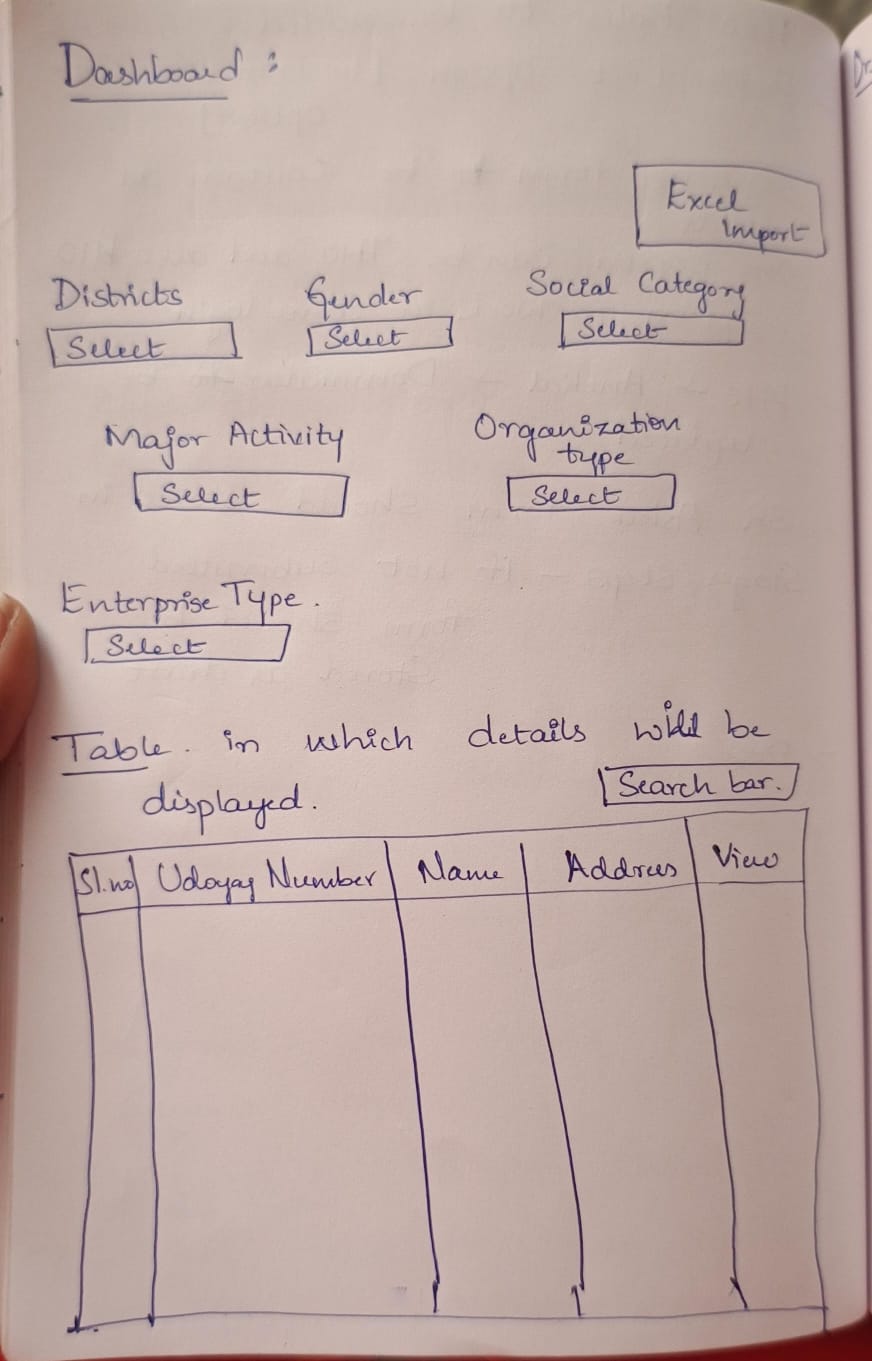 Dashboard :
Excel
Import
Districts Gender Social Category
Select Select Select
Major Activity Organization
type
Select Select
Enterprise Type.
Select
Table. in which details will be
displayed. Search bar.
Sl.no Udoyag Number Name Address View